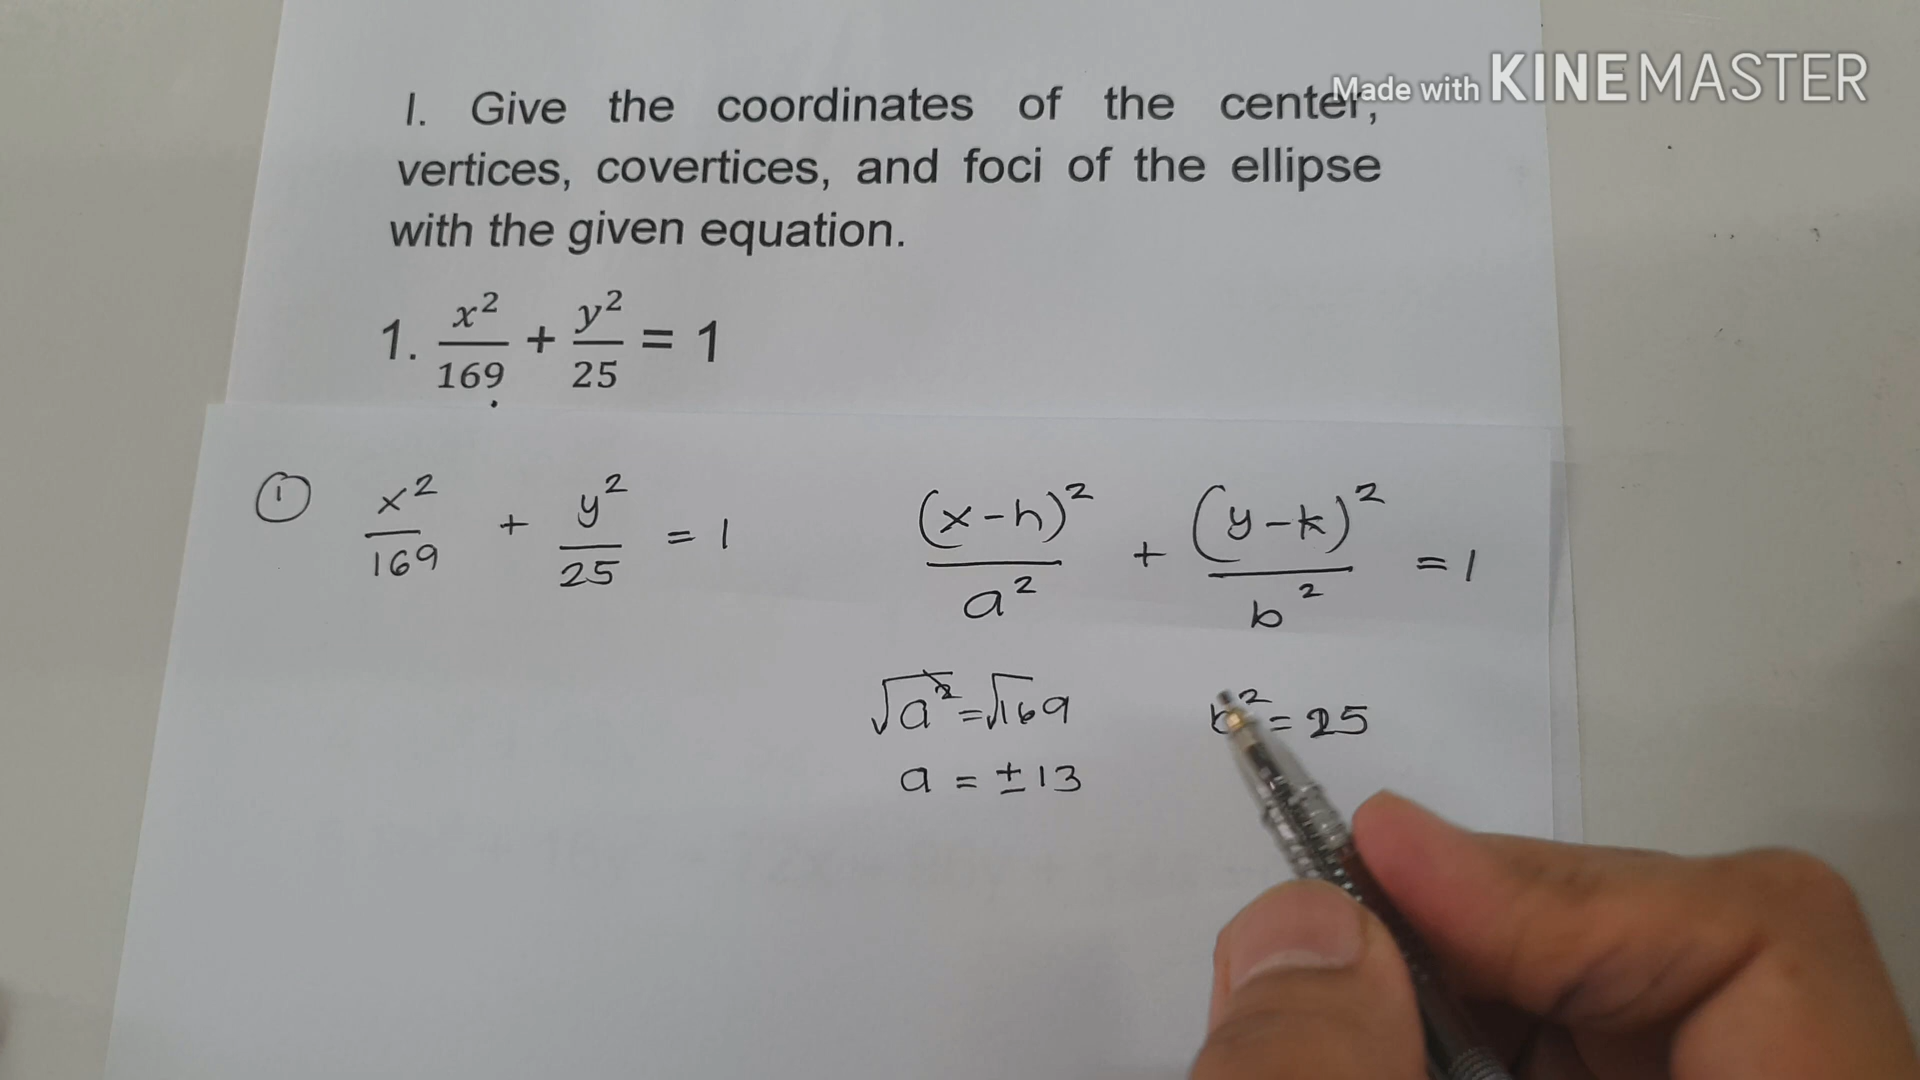 Made with KINEMASTER
I. Give the coordinates of the center,
vertices, covertices, and foci of the ellipse
with the given equation.
1. x²/169 + y²/25 = 1
① x²/169 + y²/25 = 1
(x-h)²/a² + (y-k)²/b² = 1
√a² = √169
b² = 25
a = ±13